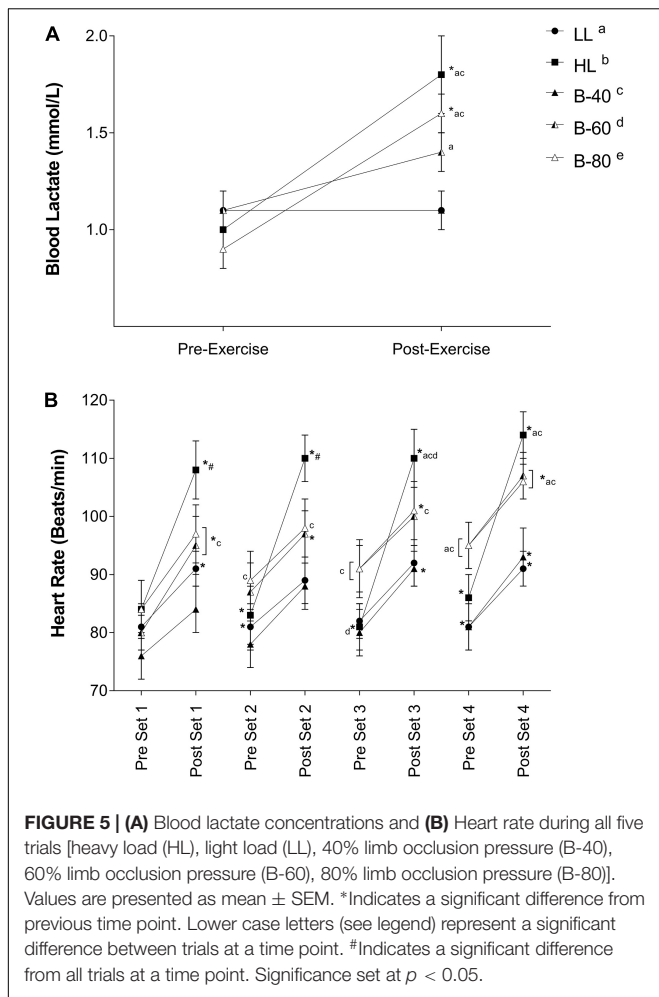 A
Blood Lactate (mmol/L)
2.0
1.5
1.0
Pre-Exercise
Post-Exercise
*ac
*ac
a
LL a
HL b
B-40 c
B-60 d
B-80 e
B
Heart Rate (Beats/min)
120
110
100
90
80
70
*#
*c
*
c
*
*
*#
c
*
c
d*
*acd
*c
*
ac
*
*
*ac
*ac
*
*
Pre Set 1
Post Set 1
Pre Set 2
Post Set 2
Pre Set 3
Post Set 3
Pre Set 4
Post Set 4
FIGURE 5 | (A) Blood lactate concentrations and (B) Heart rate during all five
trials [heavy load (HL), light load (LL), 40% limb occlusion pressure (B-40),
60% limb occlusion pressure (B-60), 80% limb occlusion pressure (B-80)].
Values are presented as mean ± SEM. *Indicates a significant difference from
previous time point. Lower case letters (see legend) represent a significant
difference between trials at a time point. #Indicates a significant difference
from all trials at a time point. Significance set at p < 0.05.